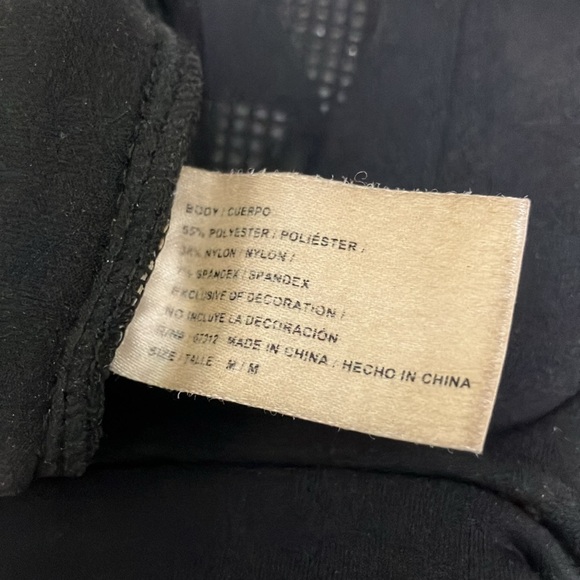 BODY / CUERPO
55% POLYESTER / POLIÉSTER /
NYLON / NYLON /
SPANDEX / SPANDEX
EXCLUSIVE OF DECORATION /
NO INCLUYE LA DECORACIÓN
MADE IN CHINA / HECHO IN CHINA
SIZE / TALLE M / M